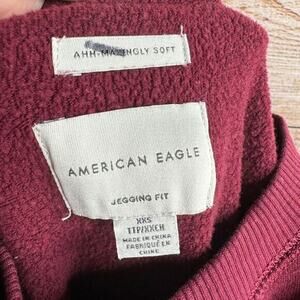 AHH-MAZINGLY SOFT
AMERICAN EAGLE
JEGGING FIT
XXS
TTP/XXCH
MADE IN CHINA
FABRIQUÉ EN
CHINE